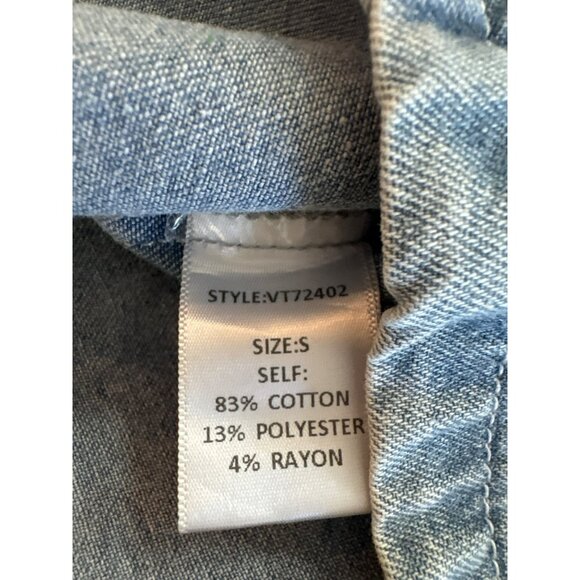 STYLE:VT72402
SIZE:S
SELF:
83% COTTON
13% POLYESTER
4% RAYON